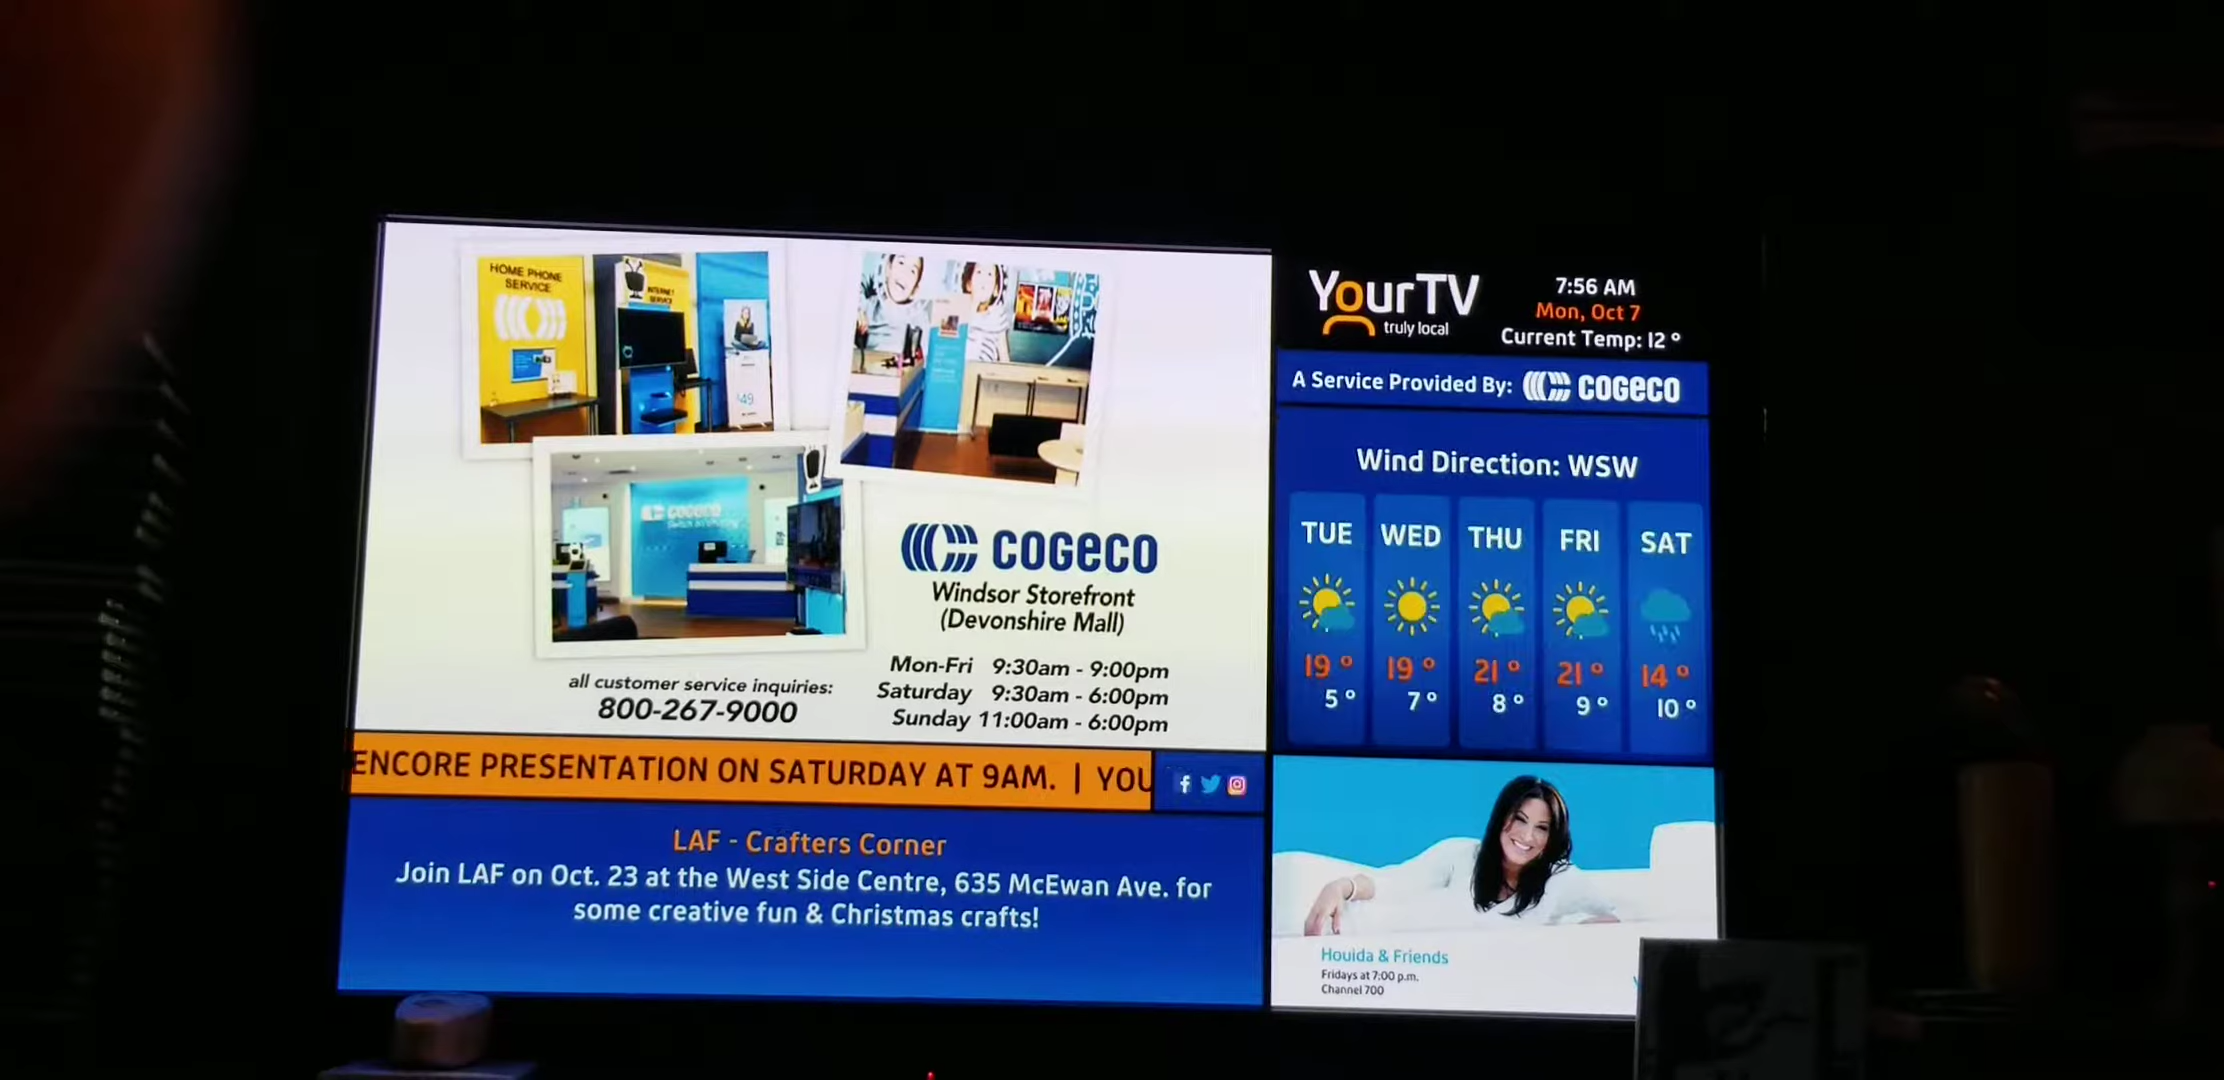 HOME PHONE
SERVICE
INTERNET
SERVICE
$49
COGECO
COGECO
Windsor Storefront
(Devonshire Mall)
Mon-Fri 9:30am - 9:00pm
Saturday 9:30am - 6:00pm
Sunday 11:00am - 6:00pm
all customer service inquiries:
800-267-9000
YourTV
truly local
7:56 AM
Mon, Oct 7
Current Temp: 12 °
A Service Provided By: COGECO
Wind Direction: WSW
TUE WED THU FRI SAT
19 ° 19 ° 21 ° 21 ° 14 °
5 ° 7 ° 8 ° 9 ° 10 °
ENCORE PRESENTATION ON SATURDAY AT 9AM. | YOU
LAF - Crafters Corner
Join LAF on Oct. 23 at the West Side Centre, 635 McEwan Ave. for
some creative fun & Christmas crafts!
Houida & Friends
Fridays at 7:00 p.m.
Channel 700